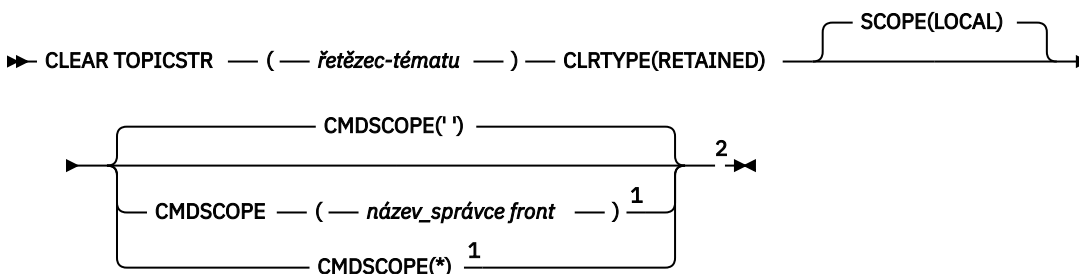 SCOPE(LOCAL)
CLEAR TOPICSTR ( řetězec-tématu ) CLRTYPE(RETAINED)
CMDSCOPE(' ')
2
CMDSCOPE ( název_správce front ) 1
CMDSCOPE(*) 1